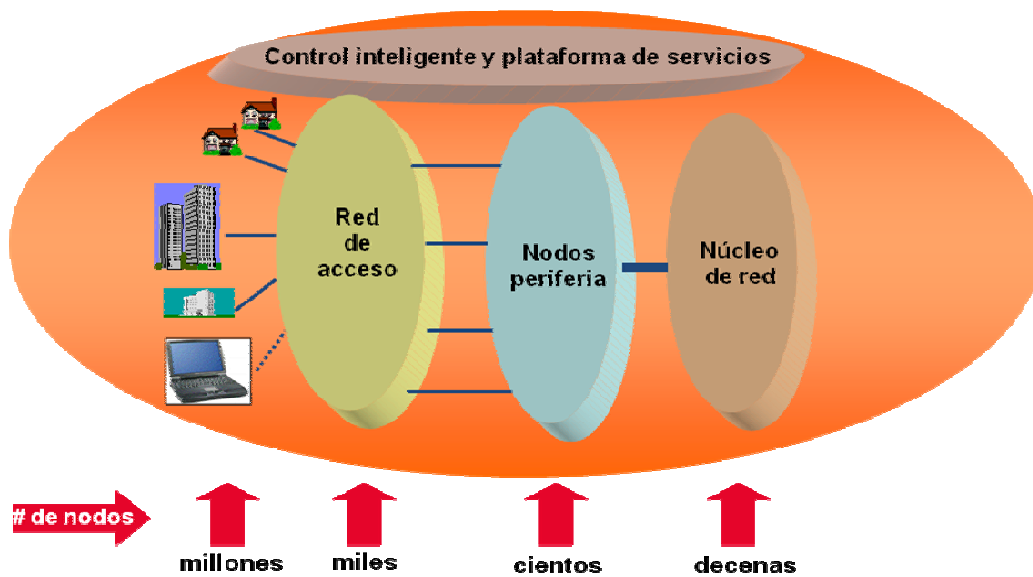 Control inteligente y plataforma de servicios
Red
de
acceso
Nodos
periferia
Núcleo
de red
# de nodos
millones
miles
cientos
decenas